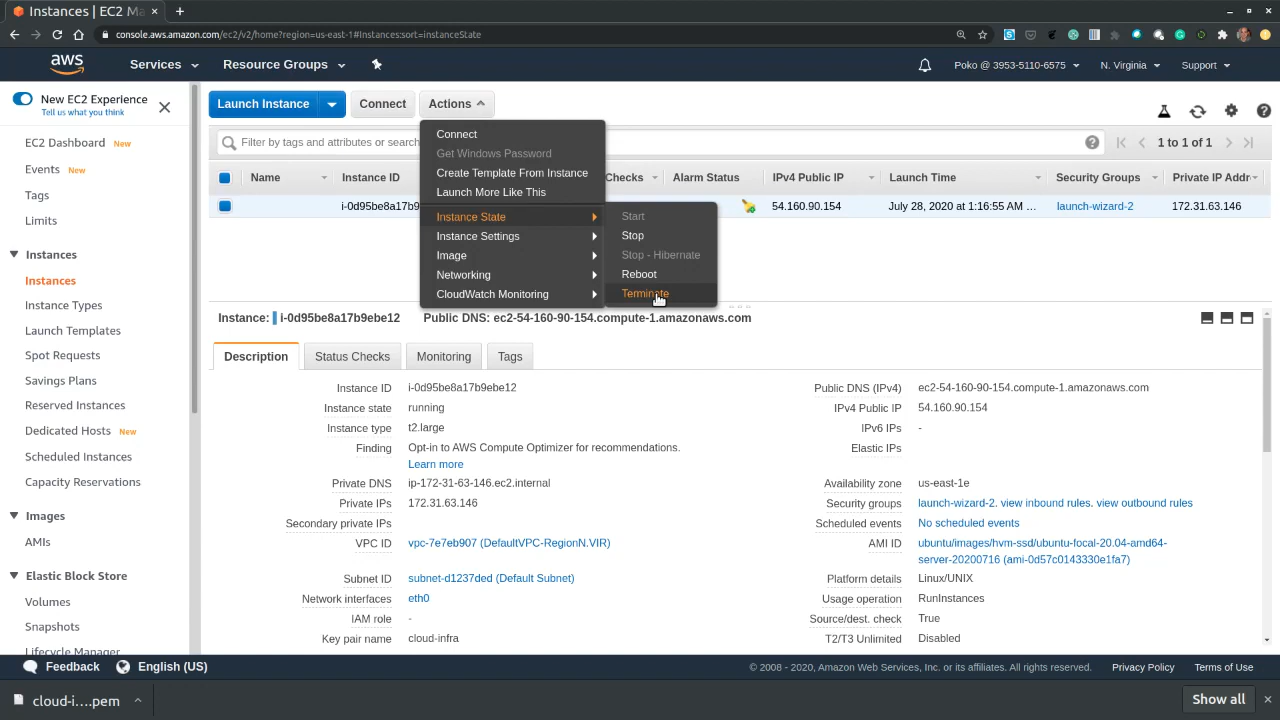 Instances | EC2 Ma
console.aws.amazon.com/ec2/v2/home?region=us-east-1#Instances:sort=instanceState
aws
Services
Resource Groups
Poko @ 3953-5110-6575
N. Virginia
Support
New EC2 Experience
Tell us what you think
EC2 Dashboard New
Events New
Tags
Limits
Instances
Instances
Instance Types
Launch Templates
Spot Requests
Savings Plans
Reserved Instances
Dedicated Hosts New
Scheduled Instances
Capacity Reservations
Images
AMIs
Elastic Block Store
Volumes
Snapshots
Lifecycle Manager
Launch Instance
Connect
Actions
Filter by tags and attributes or search
1 to 1 of 1
Name
Instance ID
Checks
Alarm Status
IPv4 Public IP
Launch Time
Security Groups
Private IP Addr
i-0d95be8a17b9
54.160.90.154
July 28, 2020 at 1:16:55 AM ...
launch-wizard-2
172.31.63.146
Connect
Get Windows Password
Create Template From Instance
Launch More Like This
Instance State
Instance Settings
Image
Networking
CloudWatch Monitoring
Start
Stop
Stop - Hibernate
Reboot
Terminate
Instance: i-0d95be8a17b9ebe12 Public DNS: ec2-54-160-90-154.compute-1.amazonaws.com
Description
Status Checks
Monitoring
Tags
Instance ID i-0d95be8a17b9ebe12
Instance state running
Instance type t2.large
Finding Opt-in to AWS Compute Optimizer for recommendations.
Learn more
Private DNS ip-172-31-63-146.ec2.internal
Private IPs 172.31.63.146
Secondary private IPs
VPC ID vpc-7e7eb907 (DefaultVPC-RegionN.VIR)
Subnet ID subnet-d1237ded (Default Subnet)
Network interfaces eth0
IAM role -
Key pair name cloud-infra
Public DNS (IPv4) ec2-54-160-90-154.compute-1.amazonaws.com
IPv4 Public IP 54.160.90.154
IPv6 IPs -
Elastic IPs
Availability zone us-east-1e
Security groups launch-wizard-2. view inbound rules. view outbound rules
Scheduled events No scheduled events
AMI ID ubuntu/images/hvm-ssd/ubuntu-focal-20.04-amd64-
server-20200716 (ami-0d57c0143330e1fa7)
Platform details Linux/UNIX
Usage operation RunInstances
Source/dest. check True
T2/T3 Unlimited Disabled
Feedback
English (US)
© 2008 - 2020, Amazon Web Services, Inc. or its affiliates. All rights reserved.
Privacy Policy
Terms of Use
cloud-i....pem
Show all